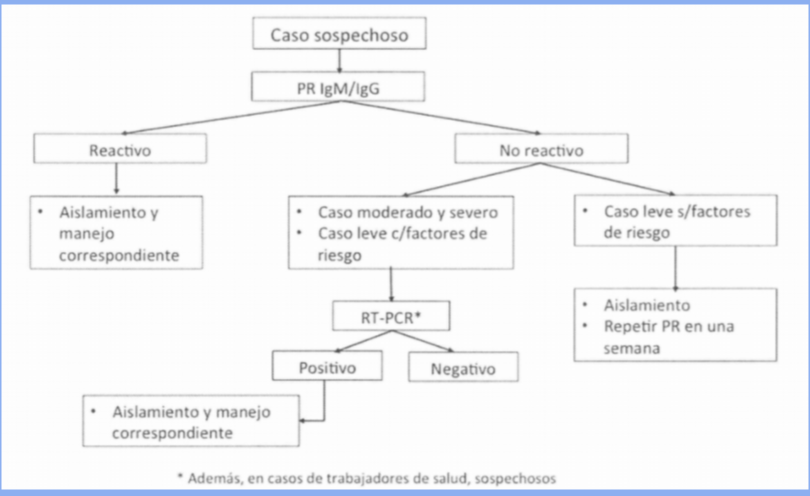 Caso sospechoso
PR IgM/IgG
Reactivo
No reactivo
• Aislamiento y
manejo
correspondiente
• Caso moderado y severo
• Caso leve c/factores de
riesgo
• Caso leve s/factores
de riesgo
RT-PCR*
• Aislamiento
• Repetir PR en una
semana
Positivo
Negativo
• Aislamiento y manejo
correspondiente
* Además, en casos de trabajadores de salud, sospechosos